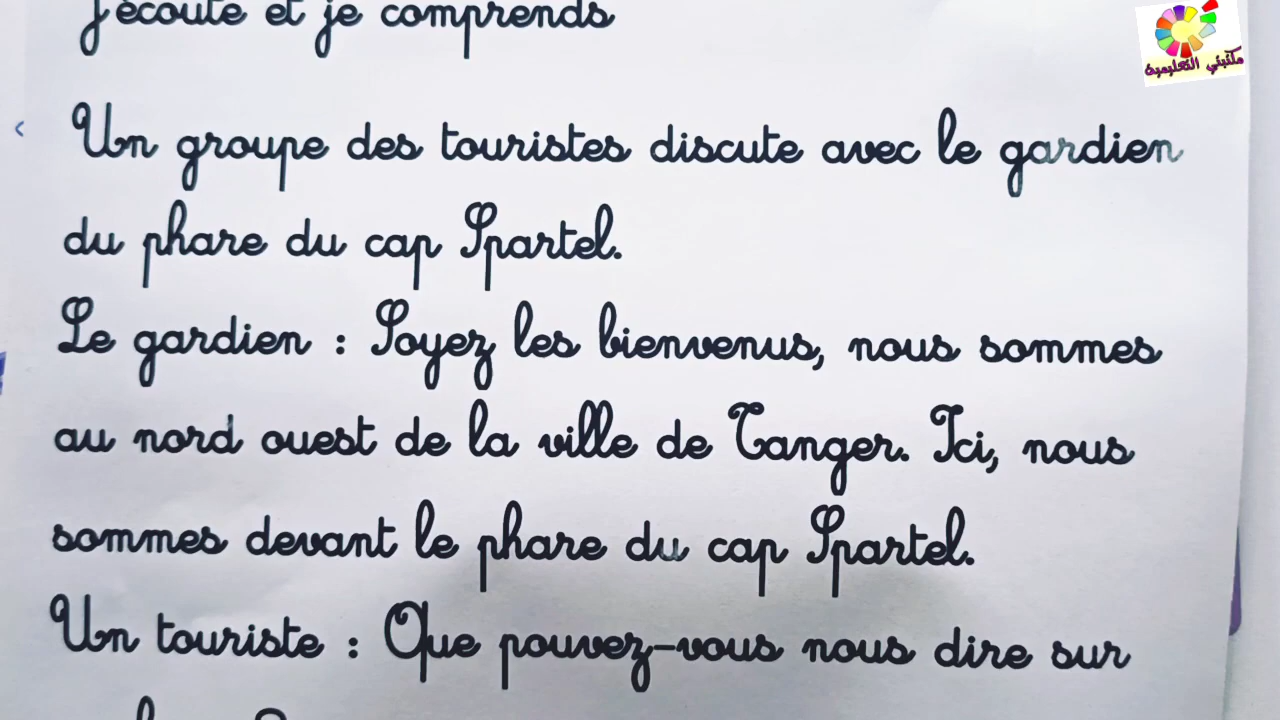 J'écoute et je comprends
مكتبتي التعليمية
Un groupe des touristes discute avec le gardien
du phare du cap Spartel.
Le gardien : Soyez les bienvenus, nous sommes
au nord ouest de la ville de Tanger. Ici, nous
sommes devant le phare du cap Spartel.
Un touriste : Que pouvez-vous nous dire sur